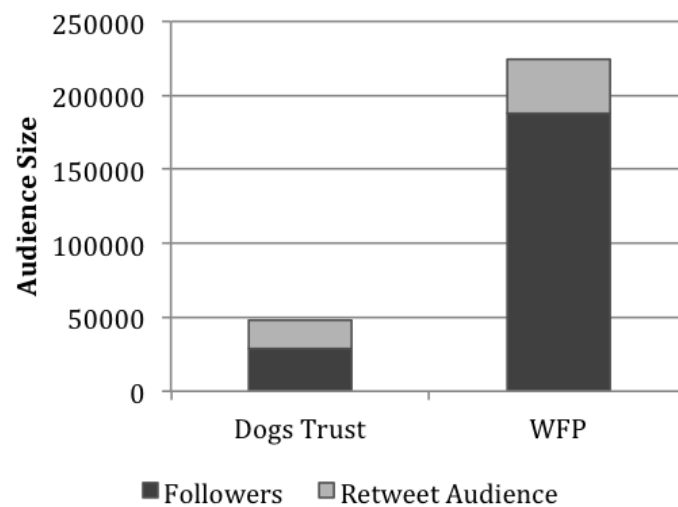 250000
200000
150000
100000
50000
0
Audience Size
Dogs Trust
WFP
Followers
Retweet Audience